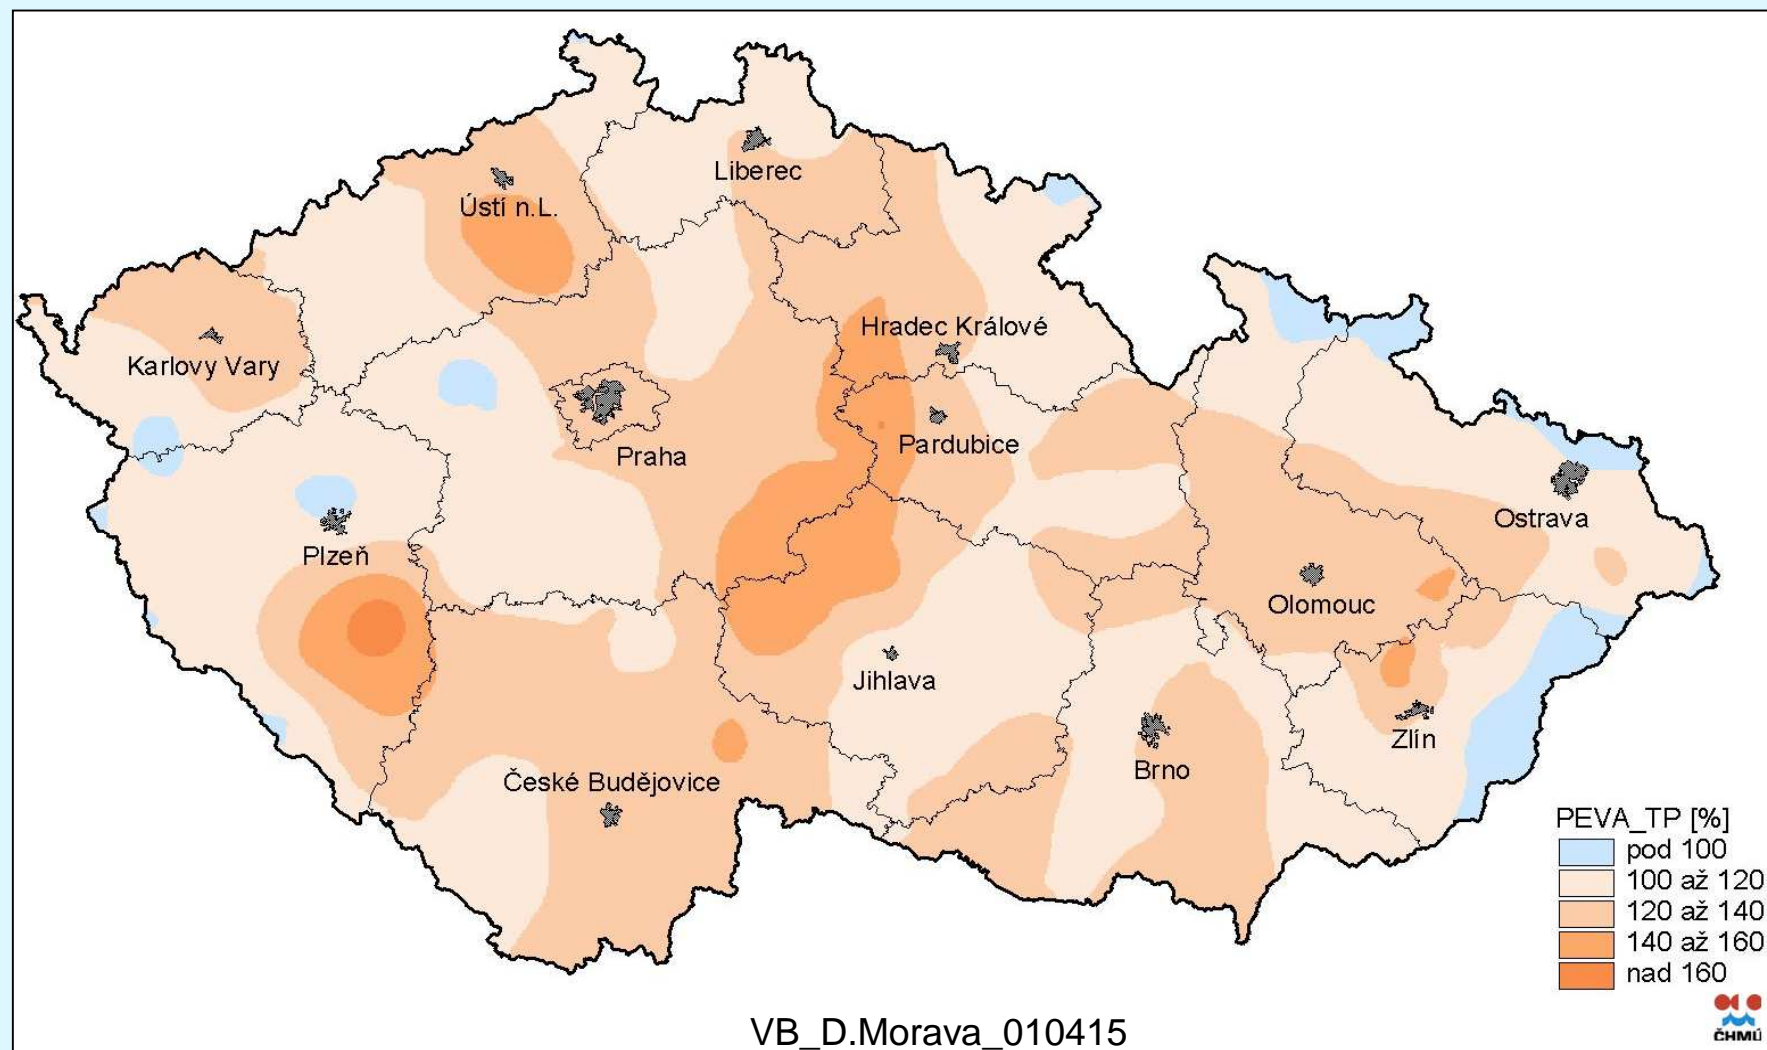 Liberec
Ústí n.L.
Hradec Králové
Karlovy Vary
Pardubice
Praha
Ostrava
Plzeň
Olomouc
Jihlava
Zlín
Brno
České Budějovice
PEVA_TP [%]
pod 100
100 až 120
120 až 140
140 až 160
nad 160
ČHMÚ
VB_D.Morava_010415